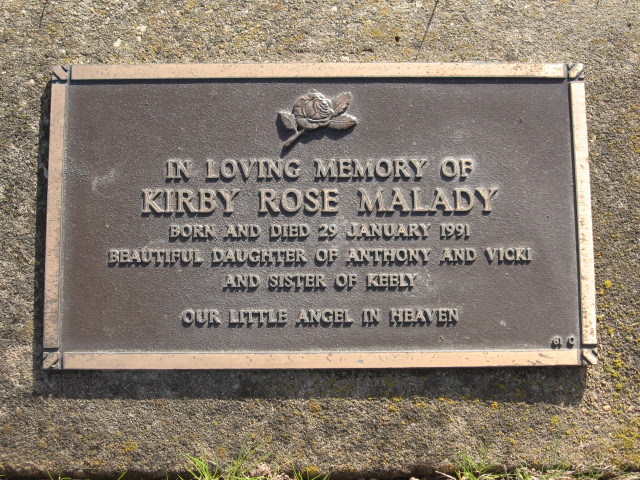 IN LOVING MEMORY OF
KIRBY ROSE MALADY
BORN AND DIED 29 JANUARY 1991
BEAUTIFUL DAUGHTER OF ANTHONY AND VICKI
AND SISTER OF KEELY
OUR LITTLE ANGEL IN HEAVEN